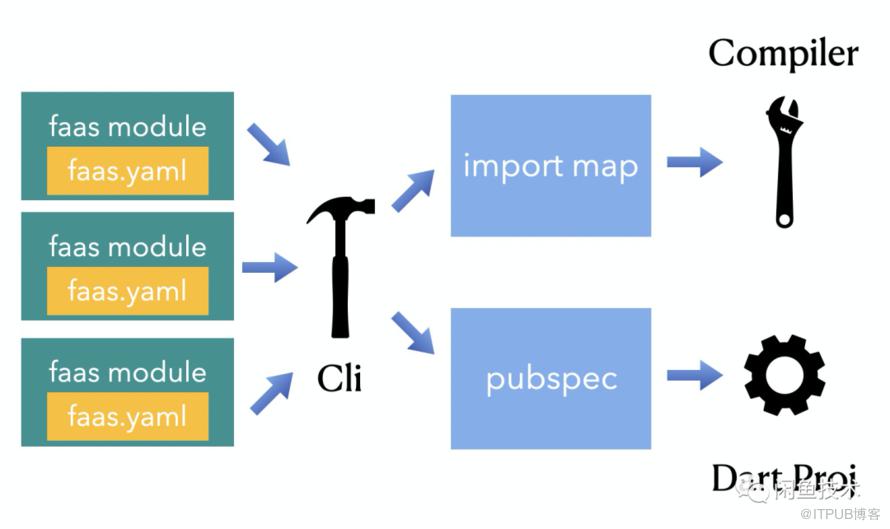 Compiler
faas module
faas.yaml
faas module
faas.yaml
faas module
faas.yaml
Cli
import map
pubspec
Dart Proj
闲鱼技术
@ITPUB博客